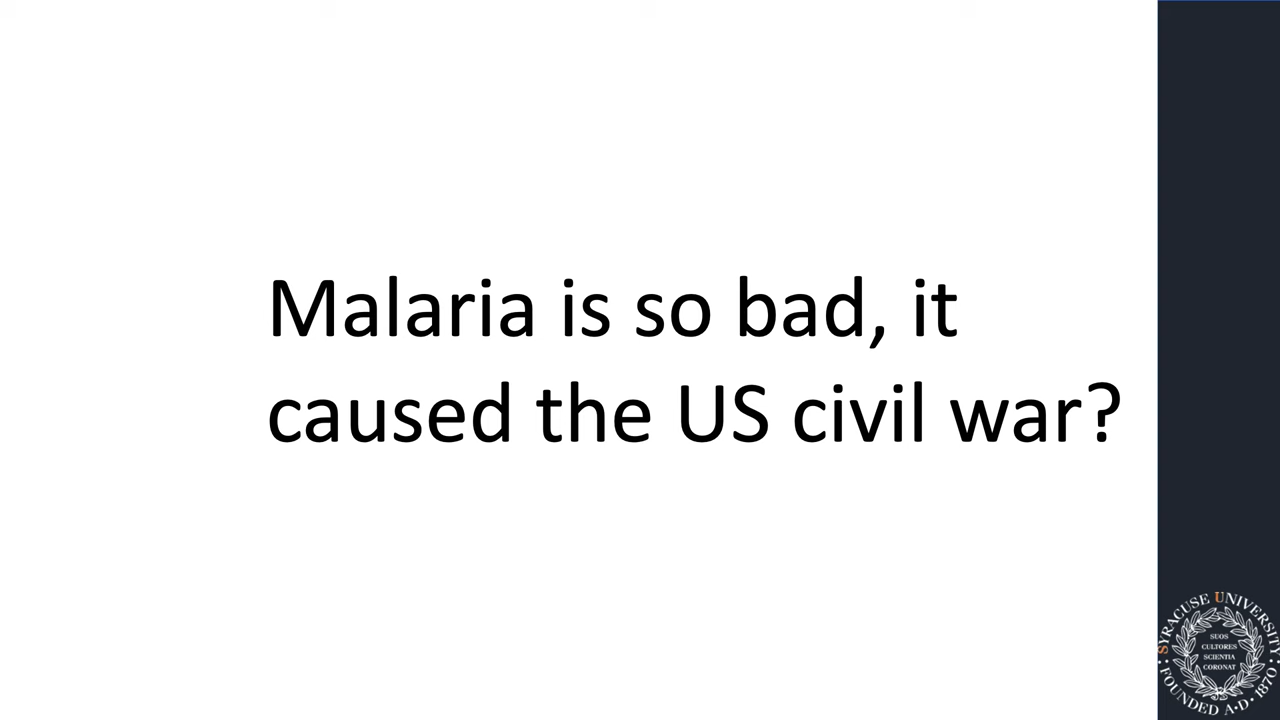 Malaria is so bad, it
caused the US civil war?
SYRACUSE UNIVERSITY
SUOS
CULTORES
SCIENTIA
CORONAT
FOUNDED A·D·1870